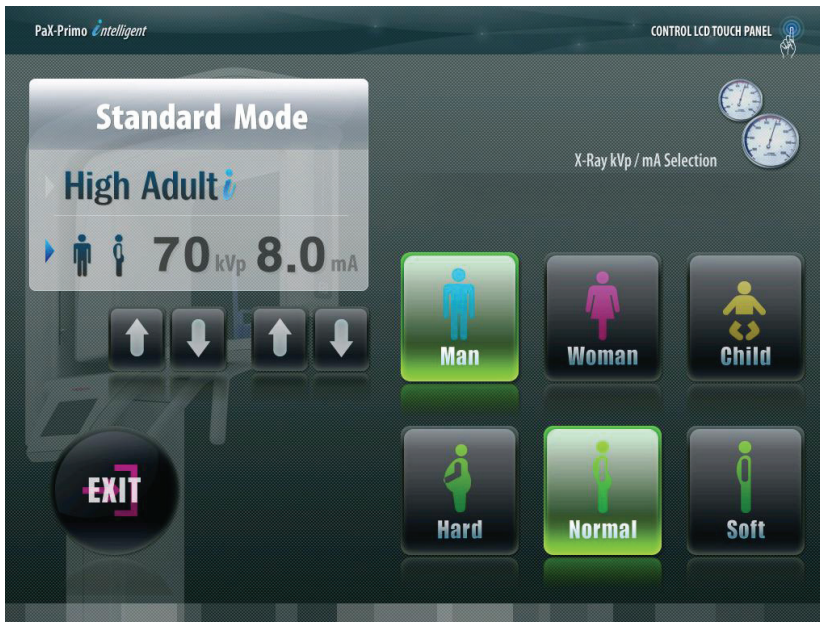 PaX-Primo intelligent
CONTROL LCD TOUCH PANEL
Standard Mode
High Adult i
70 kVp 8.0 mA
X-Ray kVp / mA Selection
Man
Woman
Child
EXIT
Hard
Normal
Soft